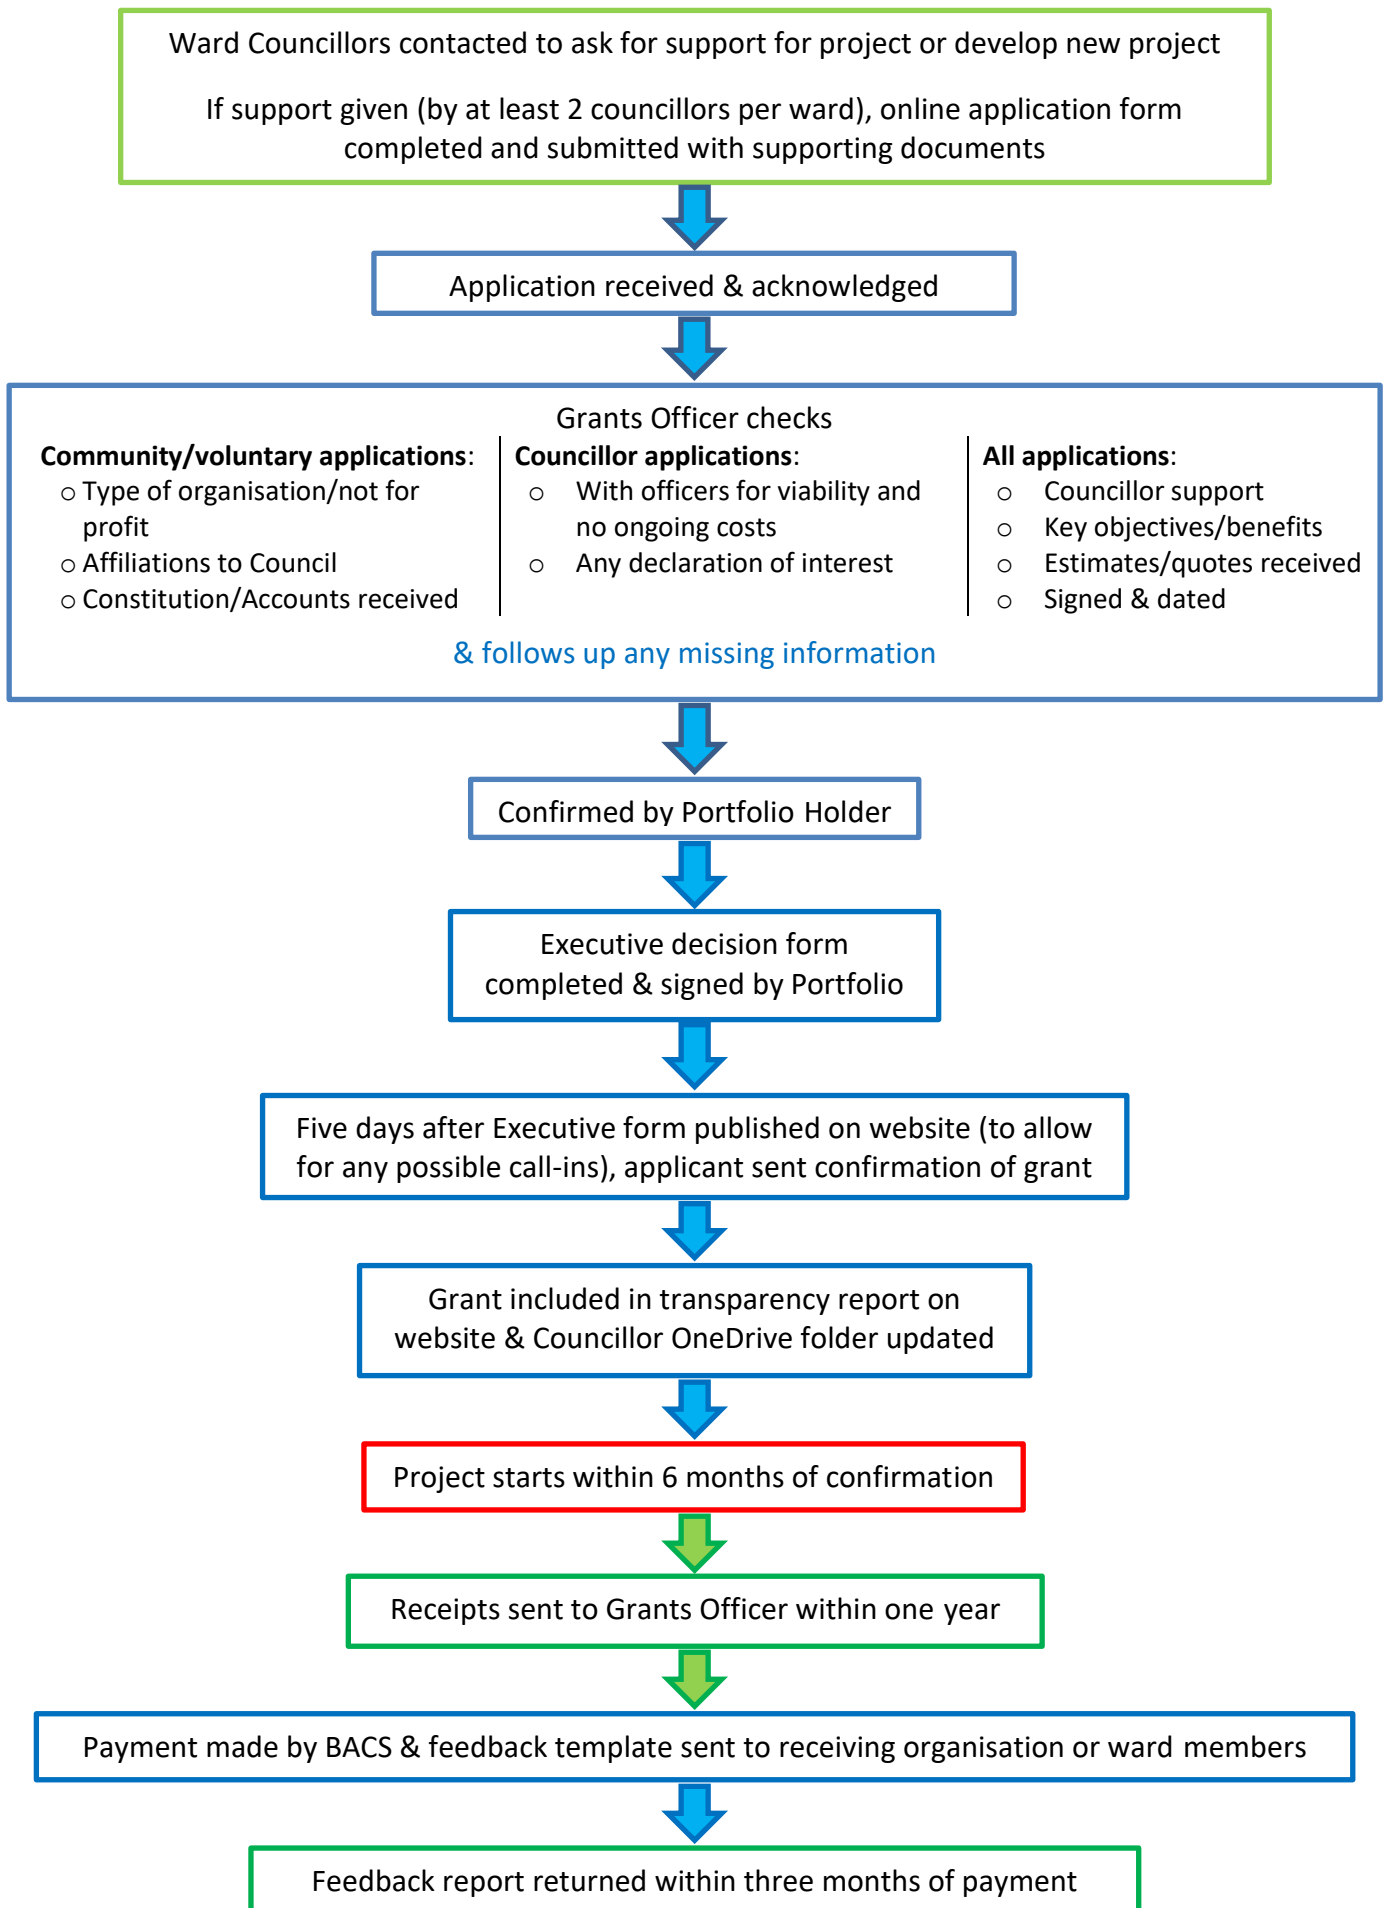 Ward Councillors contacted to ask for support for project or develop new project
If support given (by at least 2 councillors per ward), online application form
completed and submitted with supporting documents
Application received & acknowledged
Grants Officer checks
Community/voluntary applications:
○ Type of organisation/not for
profit
○ Affiliations to Council
○ Constitution/Accounts received
Councillor applications:
○ With officers for viability and
no ongoing costs
○ Any declaration of interest
All applications:
○ Councillor support
○ Key objectives/benefits
○ Estimates/quotes received
○ Signed & dated
& follows up any missing information
Confirmed by Portfolio Holder
Executive decision form
completed & signed by Portfolio
Five days after Executive form published on website (to allow
for any possible call-ins), applicant sent confirmation of grant
Grant included in transparency report on
website & Councillor OneDrive folder updated
Project starts within 6 months of confirmation
Receipts sent to Grants Officer within one year
Payment made by BACS & feedback template sent to receiving organisation or ward members
Feedback report returned within three months of payment